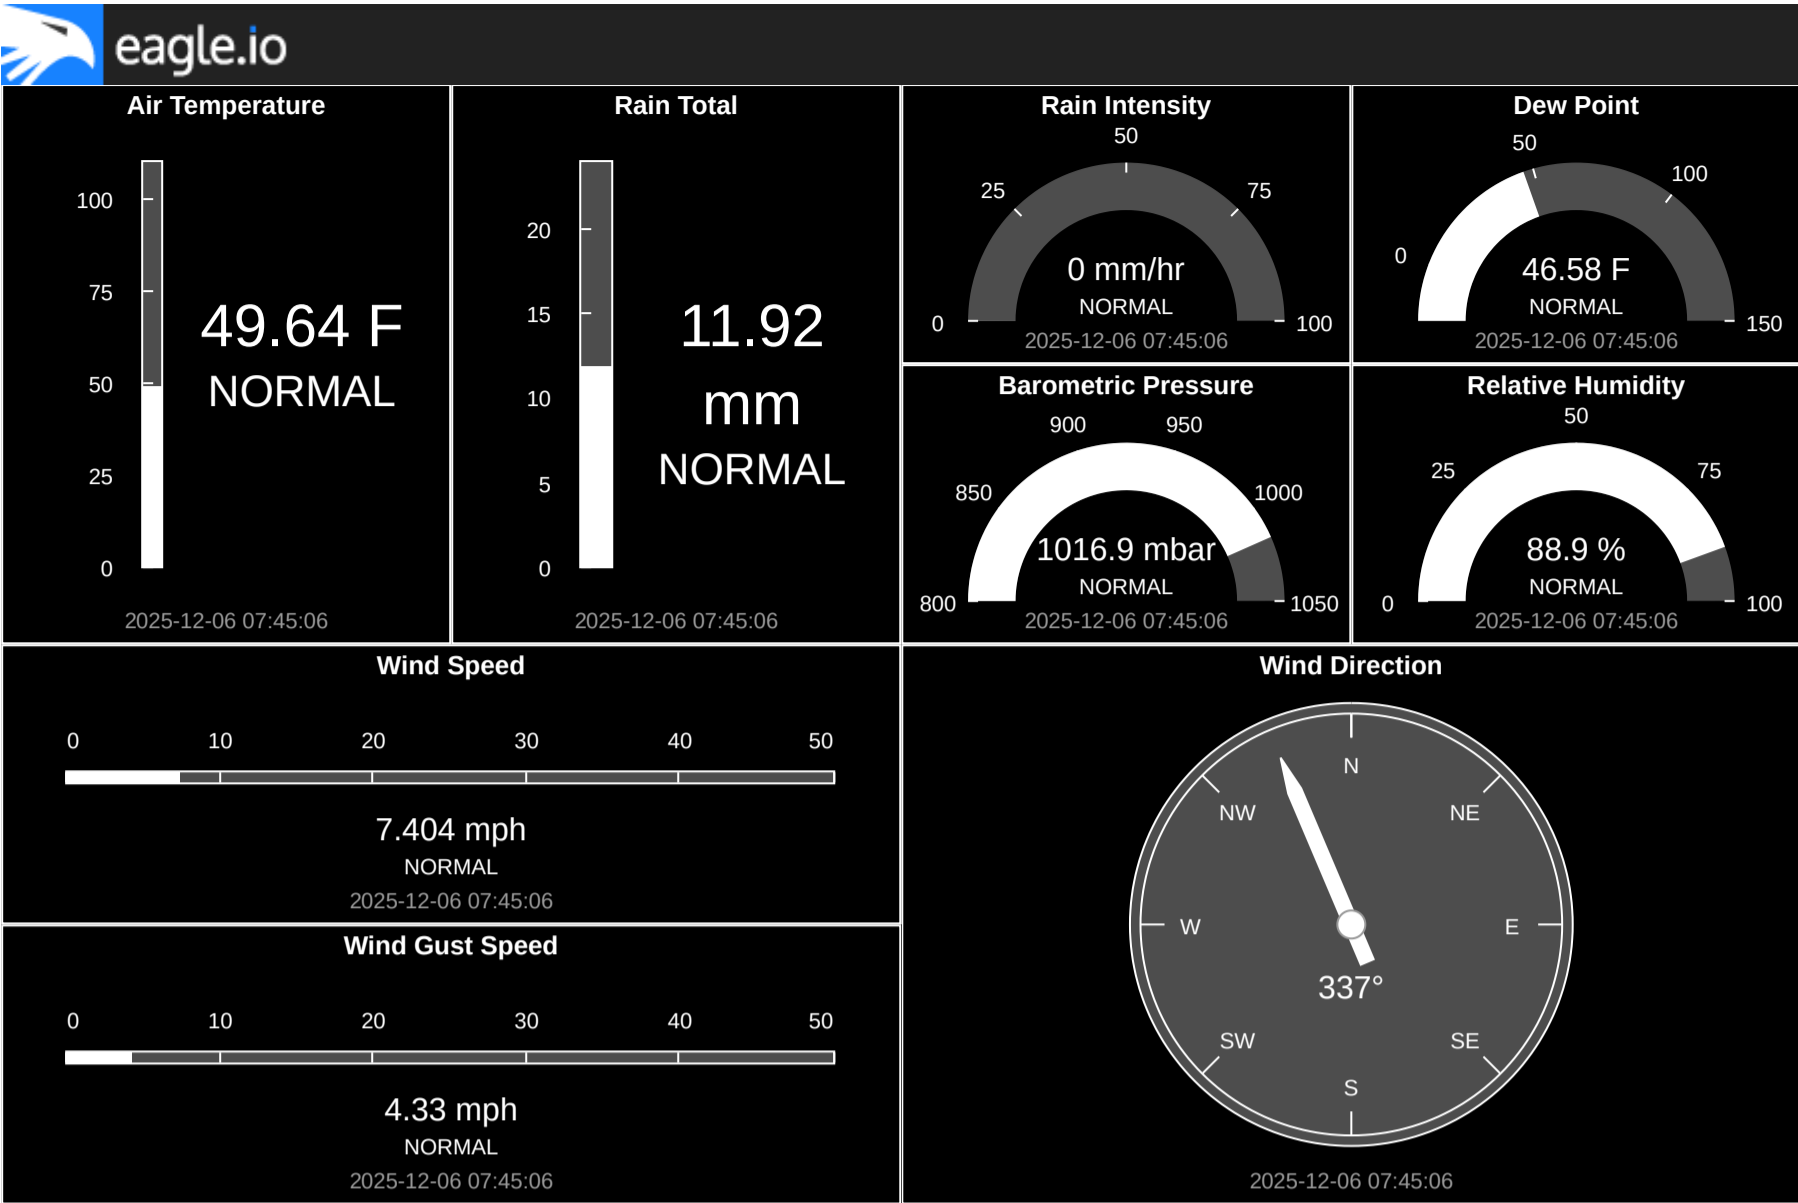 eagle.io
Air Temperature
100
75
50
25
0
49.64 F
NORMAL
2025-12-06 07:45:06
Rain Total
20
15
10
5
0
11.92
mm
NORMAL
2025-12-06 07:45:06
Rain Intensity
50
25
75
0
100
0 mm/hr
NORMAL
2025-12-06 07:45:06
Dew Point
50
100
0
150
46.58 F
NORMAL
2025-12-06 07:45:06
Barometric Pressure
900
950
850
1000
800
1050
1016.9 mbar
NORMAL
2025-12-06 07:45:06
Relative Humidity
50
25
75
0
100
88.9 %
NORMAL
2025-12-06 07:45:06
Wind Speed
0 10 20 30 40 50
7.404 mph
NORMAL
2025-12-06 07:45:06
Wind Gust Speed
0 10 20 30 40 50
4.33 mph
NORMAL
2025-12-06 07:45:06
Wind Direction
N
NW
NE
W
E
337°
SW
SE
S
2025-12-06 07:45:06